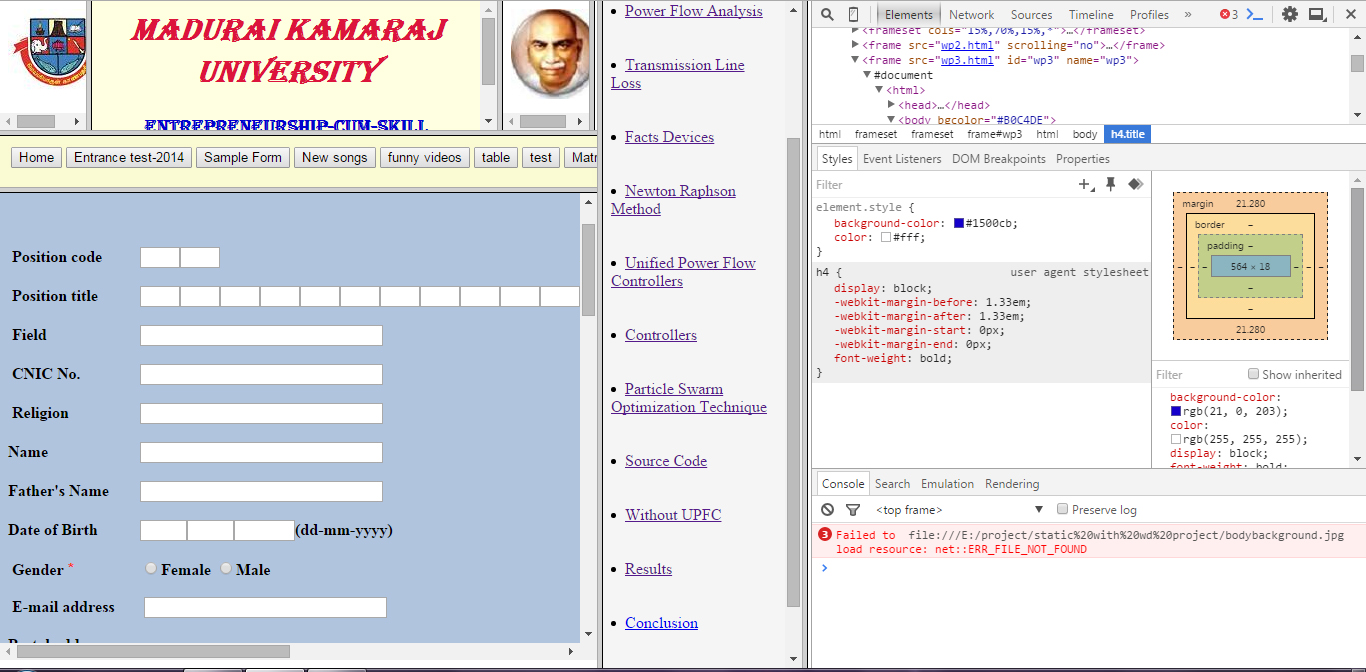 MADURAI KAMARAJ
UNIVERSITY
ENTREPRENEURSHIP-CUM-SKILL
Home Entrance test-2014 Sample Form New songs funny videos table test Matr
Position code
Position title
Field
CNIC No.
Religion
Name
Father's Name
Date of Birth (dd-mm-yyyy)
Gender * Female Male
E-mail address
Power Flow Analysis
Transmission Line
Loss
Facts Devices
Newton Raphson
Method
Unified Power Flow
Controllers
Controllers
Particle Swarm
Optimization Technique
Source Code
Without UPFC
Results
Conclusion
Elements Network Sources Timeline Profiles » 3
<frameset cols="15%,70%,15%,*">…</frameset>
<frame src="wp2.html" scrolling="no">…</frame>
<frame src="wp3.html" id="wp3" name="wp3">
#document
<html>
<head>…</head>
<body bgcolor="#B0C4DE">
html frameset frameset frame#wp3 html body h4.title
Styles Event Listeners DOM Breakpoints Properties
Filter
element.style {
background-color: #1500cb;
color: #fff;
}
h4 { user agent stylesheet
display: block;
-webkit-margin-before: 1.33em;
-webkit-margin-after: 1.33em;
-webkit-margin-start: 0px;
-webkit-margin-end: 0px;
font-weight: bold;
}
margin 21.280
border –
padding –
– – – 564 × 18 – – –
–
–
21.280
Filter Show inherited
background-color:
rgb(21, 0, 203);
color:
rgb(255, 255, 255);
display: block;
font-weight: bold;
Console Search Emulation Rendering
<top frame> Preserve log
3 Failed to file:///E:/project/static%20with%20wd%20project/bodybackground.jpg
load resource: net::ERR_FILE_NOT_FOUND